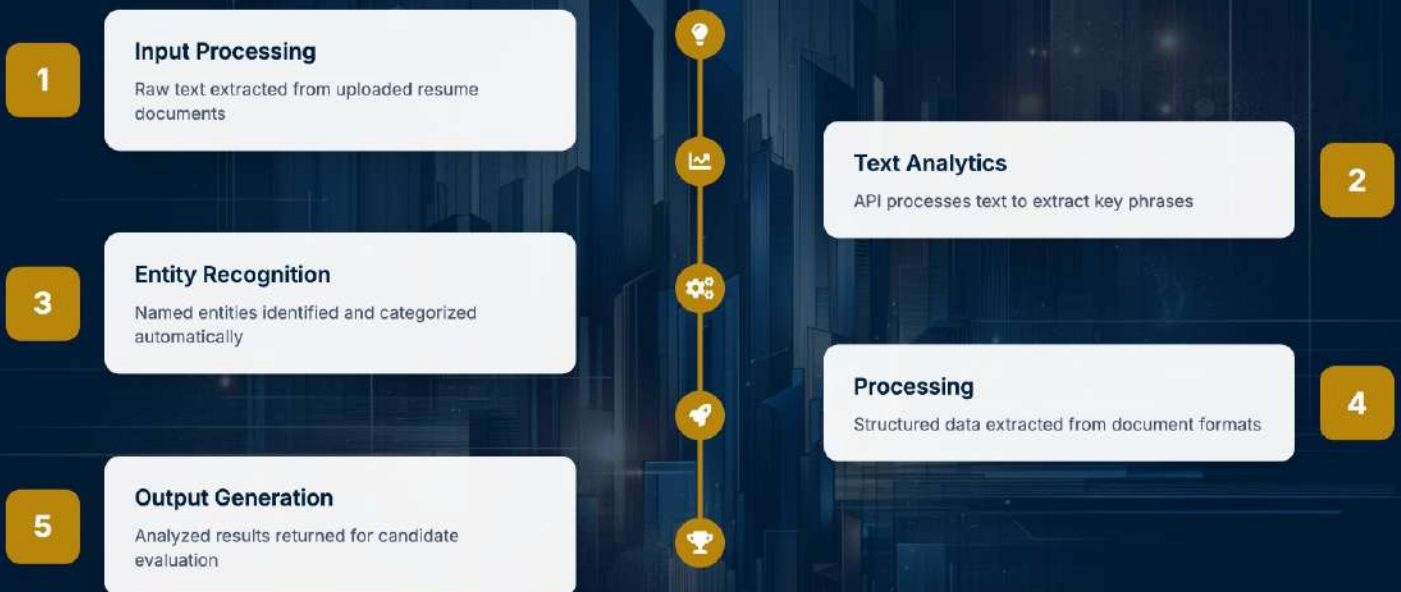 1
Input Processing
Raw text extracted from uploaded resume
documents
Text Analytics
API processes text to extract key phrases
2
3
Entity Recognition
Named entities identified and categorized
automatically
Processing
Structured data extracted from document formats
4
5
Output Generation
Analyzed results returned for candidate
evaluation